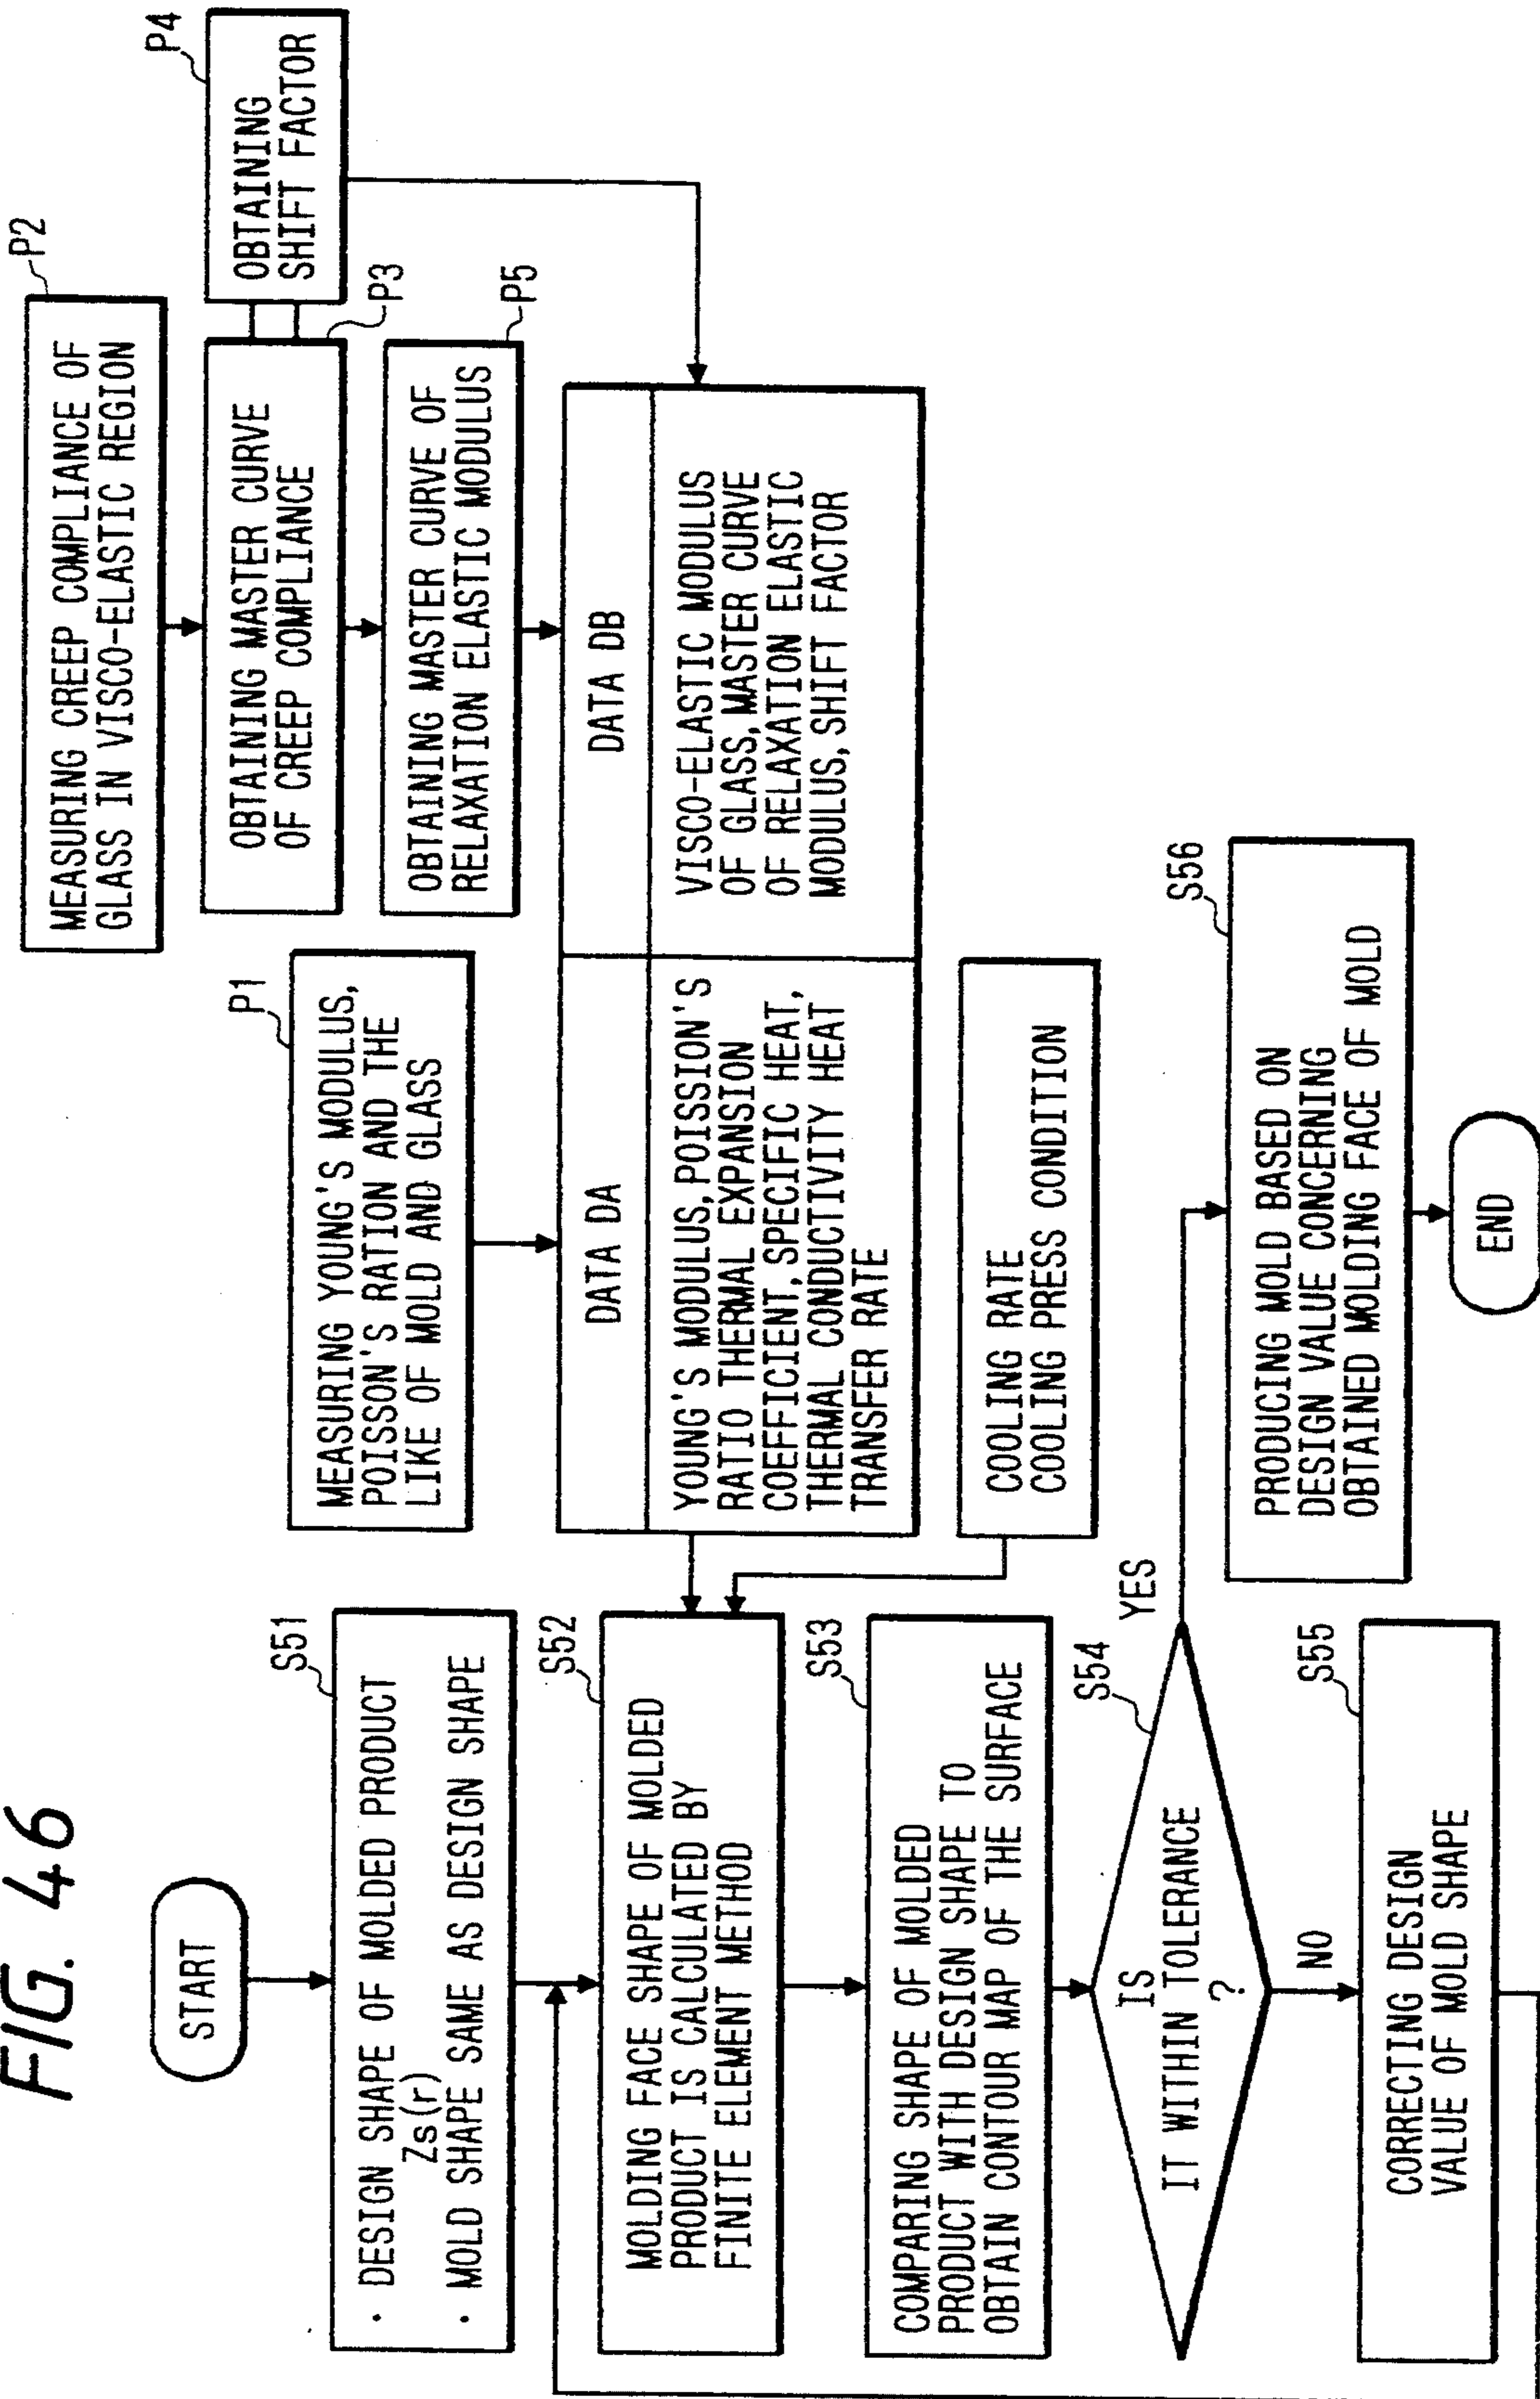 FIG. 46
START
S51
• DESIGN SHAPE OF MOLDED PRODUCT
Zs(r)
• MOLD SHAPE SAME AS DESIGN SHAPE
S52
MOLDING FACE SHAPE OF MOLDED
PRODUCT IS CALCULATED BY
FINITE ELEMENT METHOD
S53
COMPARING SHAPE OF MOLDED
PRODUCT WITH DESIGN SHAPE TO
OBTAIN CONTOUR MAP OF THE SURFACE
S54
IS
IT WITHIN TOLERANCE
?
YES
NO
S55
CORRECTING DESIGN
VALUE OF MOLD SHAPE
P1
MEASURING YOUNG'S MODULUS,
POISSON'S RATION AND THE
LIKE OF MOLD AND GLASS
DATA DA
YOUNG'S MODULUS,POISSION'S
RATIO THERMAL EXPANSION
COEFFICIENT,SPECIFIC HEAT,
THERMAL CONDUCTIVITY HEAT
TRANSFER RATE
COOLING RATE
COOLING PRESS CONDITION
S56
PRODUCING MOLD BASED ON
DESIGN VALUE CONCERNING
OBTAINED MOLDING FACE OF MOLD
END
P2
MEASURING CREEP COMPLIANCE OF
GLASS IN VISCO-ELASTIC REGION
P3
OBTAINING MASTER CURVE
OF CREEP COMPLIANCE
P4
OBTAINING
SHIFT FACTOR
P5
OBTAINING MASTER CURVE OF
RELAXATION ELASTIC MODULUS
DATA DB
VISCO-ELASTIC MODULUS
OF GLASS,MASTER CURVE
OF RELAXATION ELASTIC
MODULUS,SHIFT FACTOR